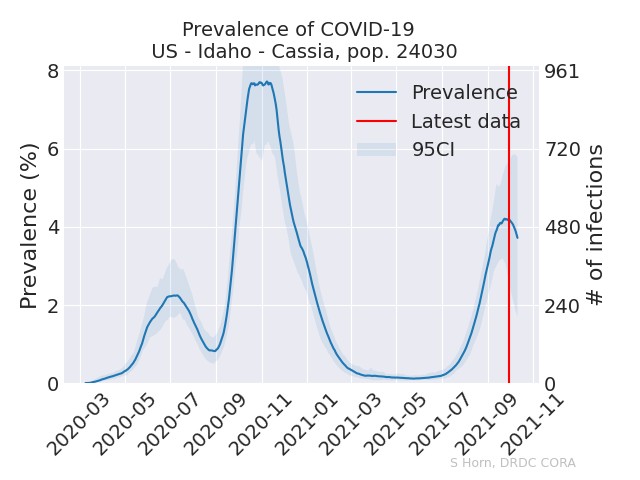 Prevalence of COVID-19
US - Idaho - Cassia, pop. 24030
8
6
4
2
0
Prevalence (%)
961
720
480
240
0
# of infections
Prevalence
Latest data
95CI
2020-03
2020-05
2020-07
2020-09
2020-11
2021-01
2021-03
2021-05
2021-07
2021-09
2021-11
S Horn, DRDC CORA